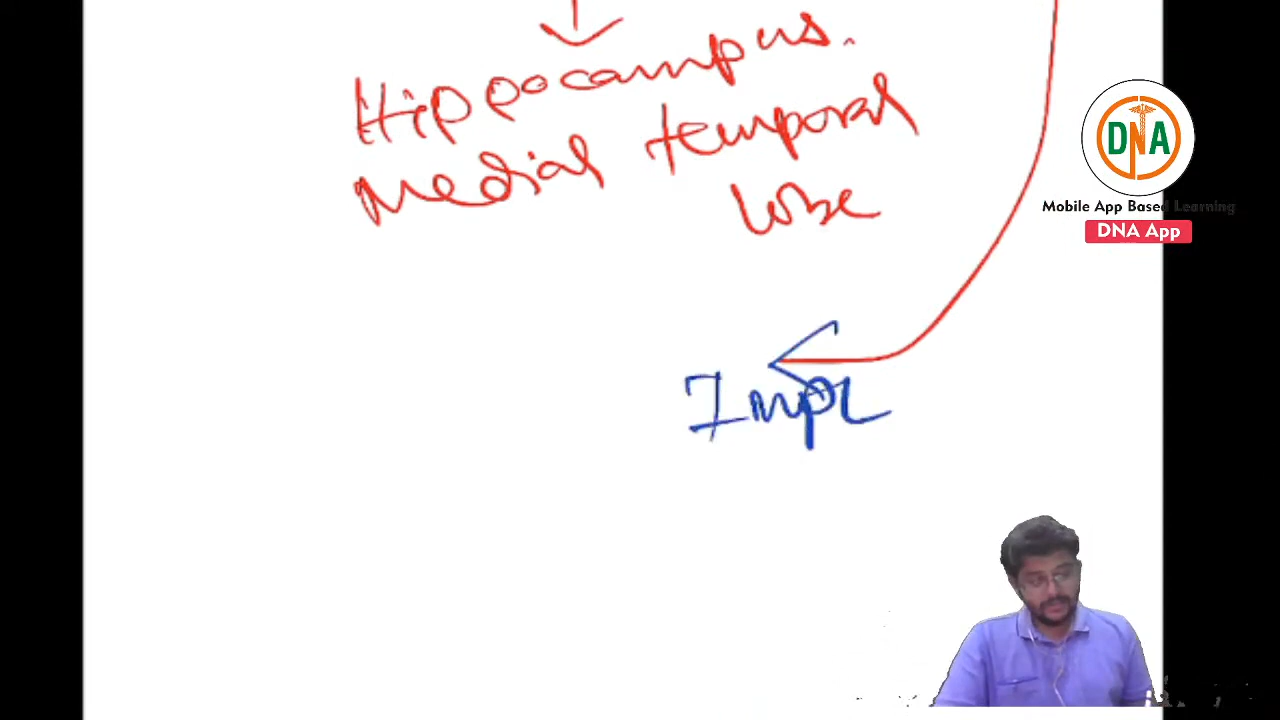 Hippocampus.
Medial temporal
lobe
Impl
DNA
Mobile App Based Learning
DNA App